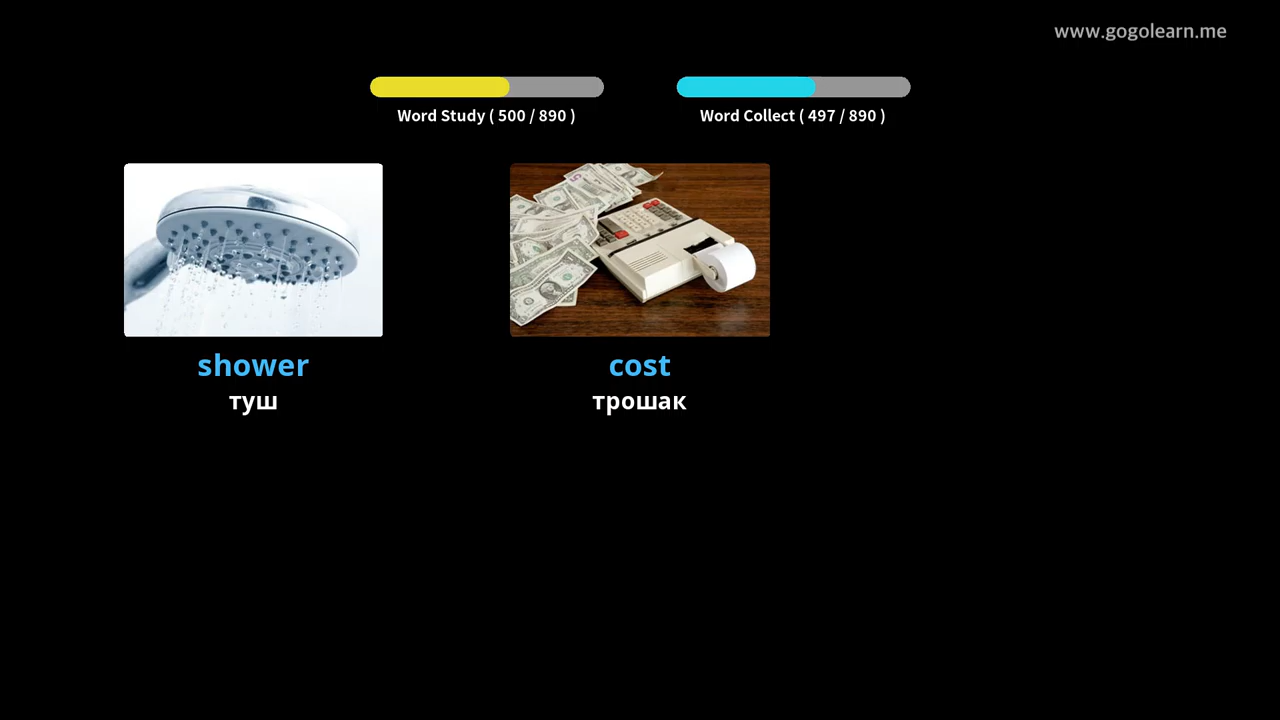 www.gogolearn.me
Word Study ( 500 / 890 )
Word Collect ( 497 / 890 )
shower
туш
cost
трошак